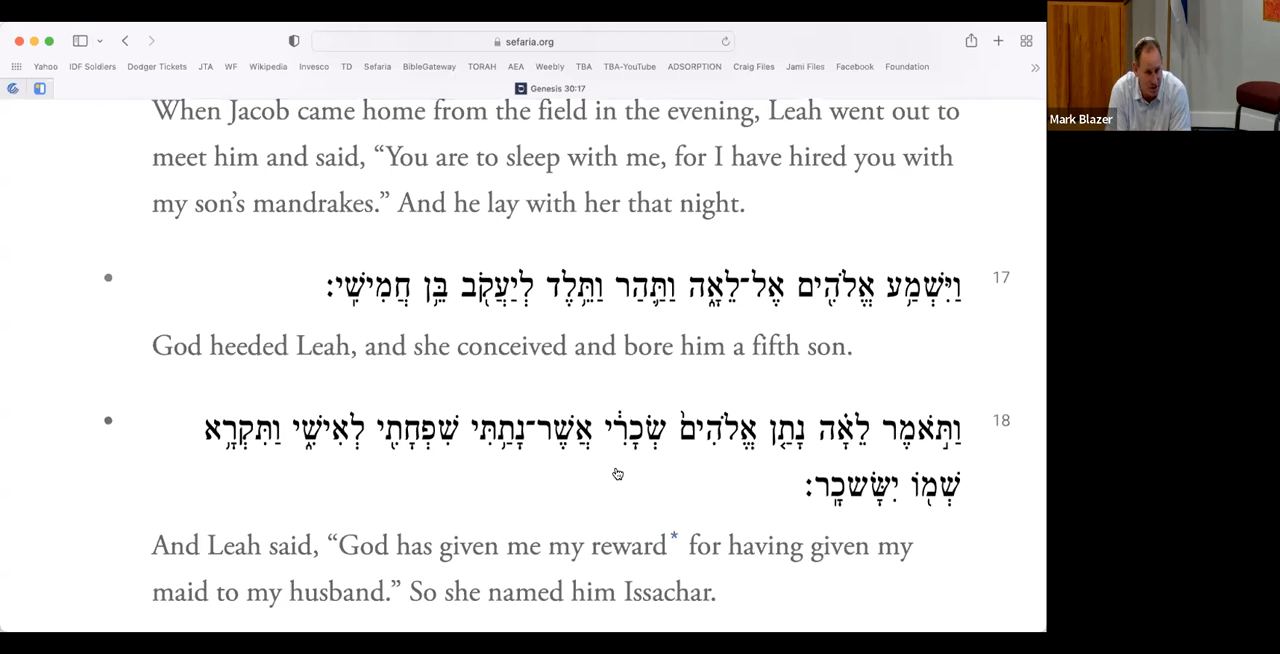 sefaria.org
Yahoo IDF Soldiers Dodger Tickets JTA WF Wikipedia Invesco TD Sefaria BibleGateway TORAH AEA Weebly TBA TBA-YouTube ADSORPTION Craig Files Jami Files Facebook Foundation
Genesis 30:17
When Jacob came home from the field in the evening, Leah went out to
meet him and said, “You are to sleep with me, for I have hired you with
my son’s mandrakes.” And he lay with her that night.
17
וַיִּשְׁמַ֥ע אֱלֹהִ֖ים אֶל־לֵאָ֑ה וַתַּ֛הַר וַתֵּ֥לֶד לְיַעֲקֹ֖ב בֵּ֥ן חֲמִישִֽׁי׃
God heeded Leah, and she conceived and bore him a fifth son.
18
וַתֹּ֣אמֶר לֵאָ֗ה נָתַ֤ן אֱלֹהִים֙ שְׂכָרִ֔י אֲשֶׁר־נָתַ֥תִּי שִׁפְחָתִ֖י לְאִישִׁ֑י וַתִּקְרָ֥א
שְׁמ֖וֹ יִשָּׂשכָֽר׃
And Leah said, “God has given me my reward* for having given my
maid to my husband.” So she named him Issachar.
Mark Blazer